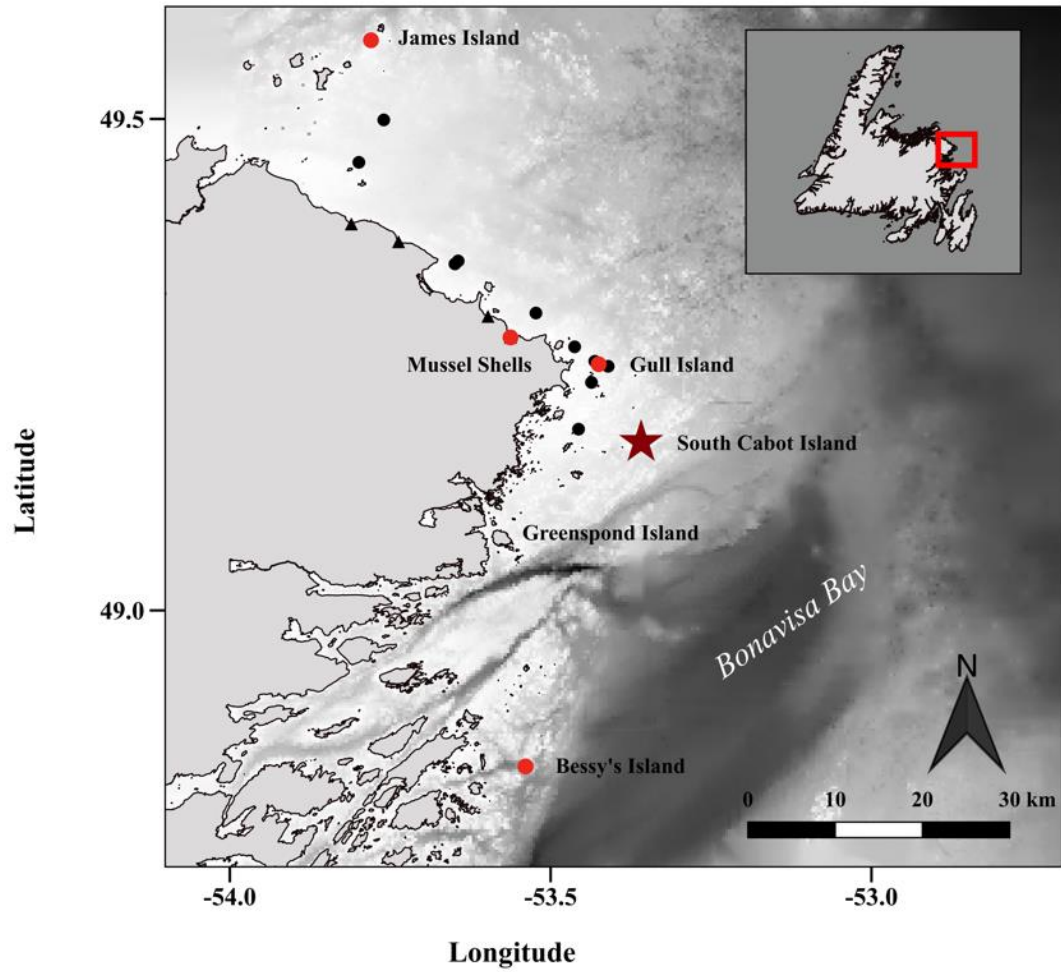 James Island
49.5
Mussel Shells
Gull Island
South Cabot Island
Greenspond Island
Latitude
49.0
Bonavisa Bay
N
Bessy's Island
0 10 20 30 km
-54.0 -53.5 -53.0
Longitude